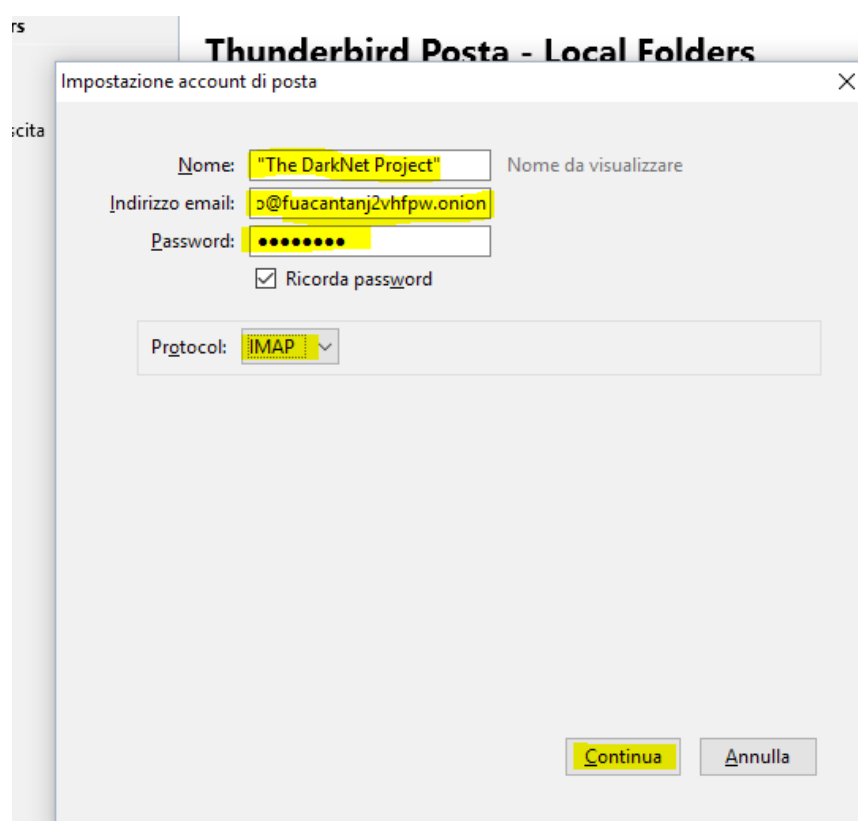 rs
Thunderbird Posta - Local Folders
Impostazione account di posta
scita
Nome: "The DarkNet Project" Nome da visualizzare
Indirizzo email: o@fuacantanj2vhfpw.onion
Password: ••••••••
Ricorda password
Protocol: IMAP
Continua Annulla